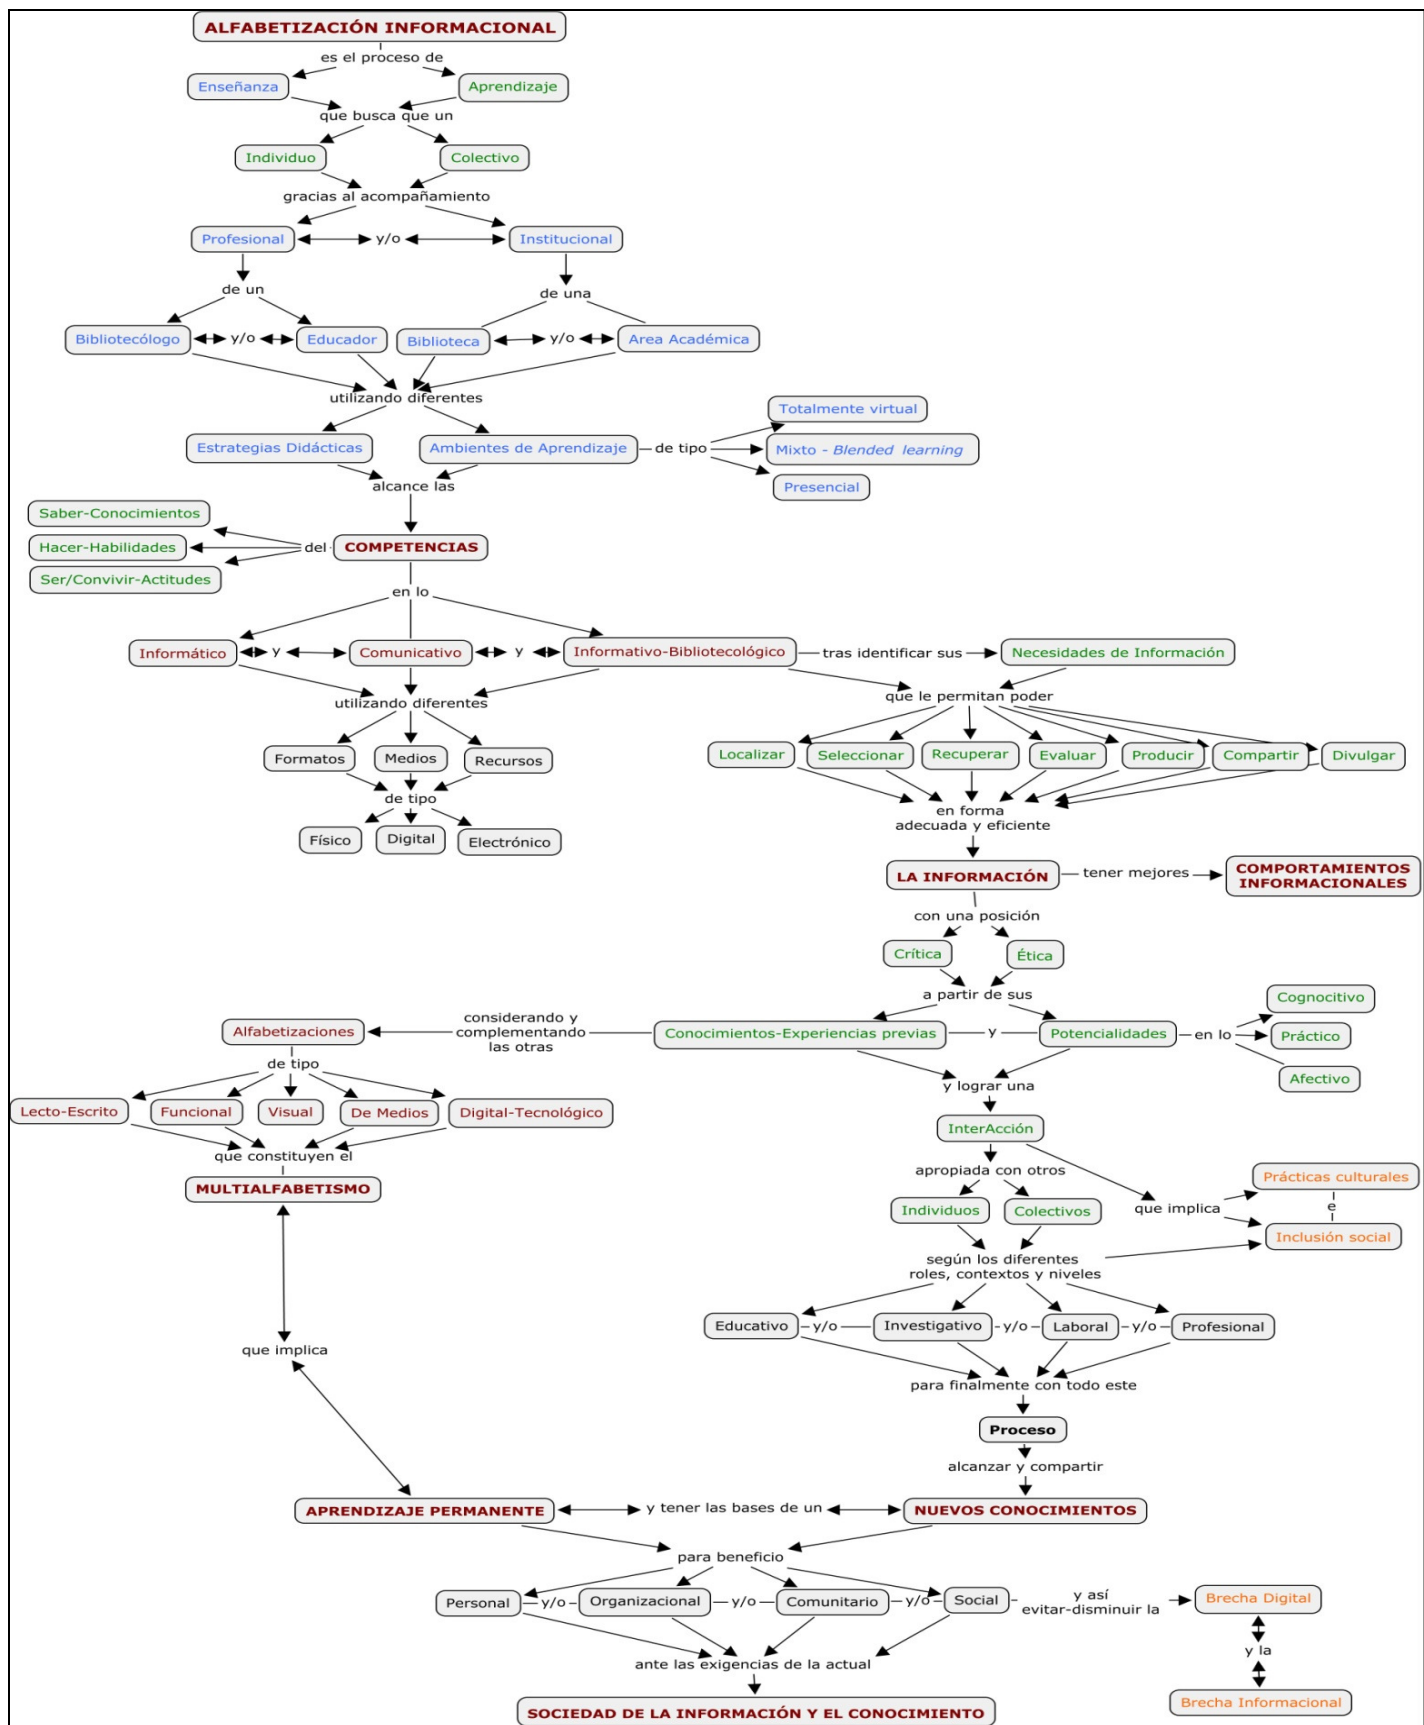 ALFABETIZACIÓN INFORMACIONAL
es el proceso de
Enseñanza
Aprendizaje
que busca que un
Individuo
Colectivo
gracias al acompañamiento
Profesional
y/o
Institucional
de un
de una
Bibliotecólogo
y/o
Educador
Biblioteca
y/o
Area Académica
utilizando diferentes
Estrategias Didácticas
Ambientes de Aprendizaje
de tipo
Totalmente virtual
Mixto - Blended learning
Presencial
alcance las
COMPETENCIAS
del
Saber-Conocimientos
Hacer-Habilidades
Ser/Convivir-Actitudes
en lo
Informático
y
Comunicativo
y
Informativo-Bibliotecológico
tras identificar sus
Necesidades de Información
utilizando diferentes
Formatos
Medios
Recursos
de tipo
Físico
Digital
Electrónico
que le permitan poder
Localizar
Seleccionar
Recuperar
Evaluar
Producir
Compartir
Divulgar
en forma
adecuada y eficiente
LA INFORMACIÓN
tener mejores
COMPORTAMIENTOS
INFORMACIONALES
con una posición
Crítica
Ética
a partir de sus
Conocimientos-Experiencias previas
y
Potencialidades
en lo
Cognocitivo
Práctico
Afectivo
considerando y
complementando
las otras
Alfabetizaciones
de tipo
Lecto-Escrito
Funcional
Visual
De Medios
Digital-Tecnológico
que constituyen el
MULTIALFABETISMO
que implica
y lograr una
InterAcción
apropiada con otros
Individuos
Colectivos
que implica
Prácticas culturales
e
Inclusión social
según los diferentes
roles, contextos y niveles
Educativo
y/o
Investigativo
y/o
Laboral
y/o
Profesional
para finalmente con todo este
Proceso
alcanzar y compartir
APRENDIZAJE PERMANENTE
y tener las bases de un
NUEVOS CONOCIMIENTOS
para beneficio
Personal
y/o
Organizacional
y/o
Comunitario
y/o
Social
y así
evitar-disminuir la
Brecha Digital
y la
Brecha Informacional
ante las exigencias de la actual
SOCIEDAD DE LA INFORMACIÓN Y EL CONOCIMIENTO